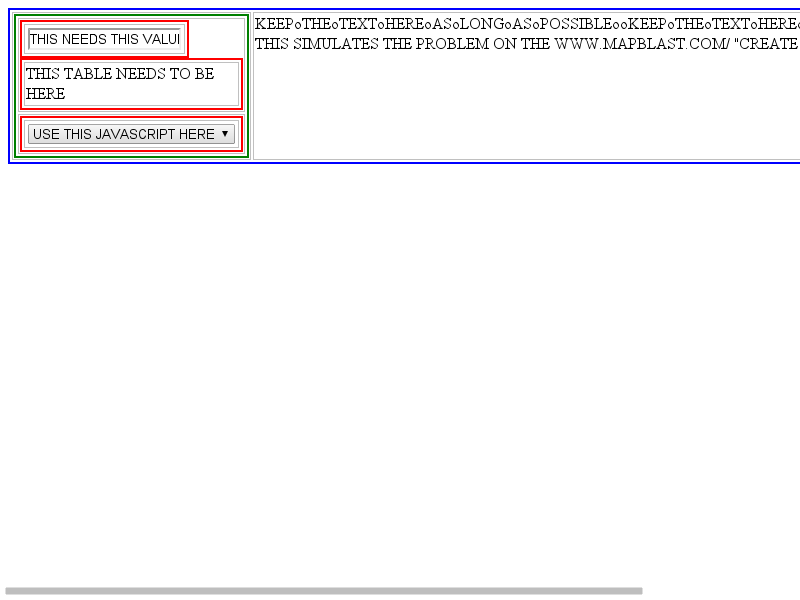 THIS NEEDS THIS VALUI
THIS TABLE NEEDS TO BE
HERE
USE THIS JAVASCRIPT HERE
KEEPoTHEoTEXToHEREoASoLONGoASoPOSSIBLEooKEEPoTHEoTEXToHEREo
THIS SIMULATES THE PROBLEM ON THE WWW.MAPBLAST.COM/ "CREATE